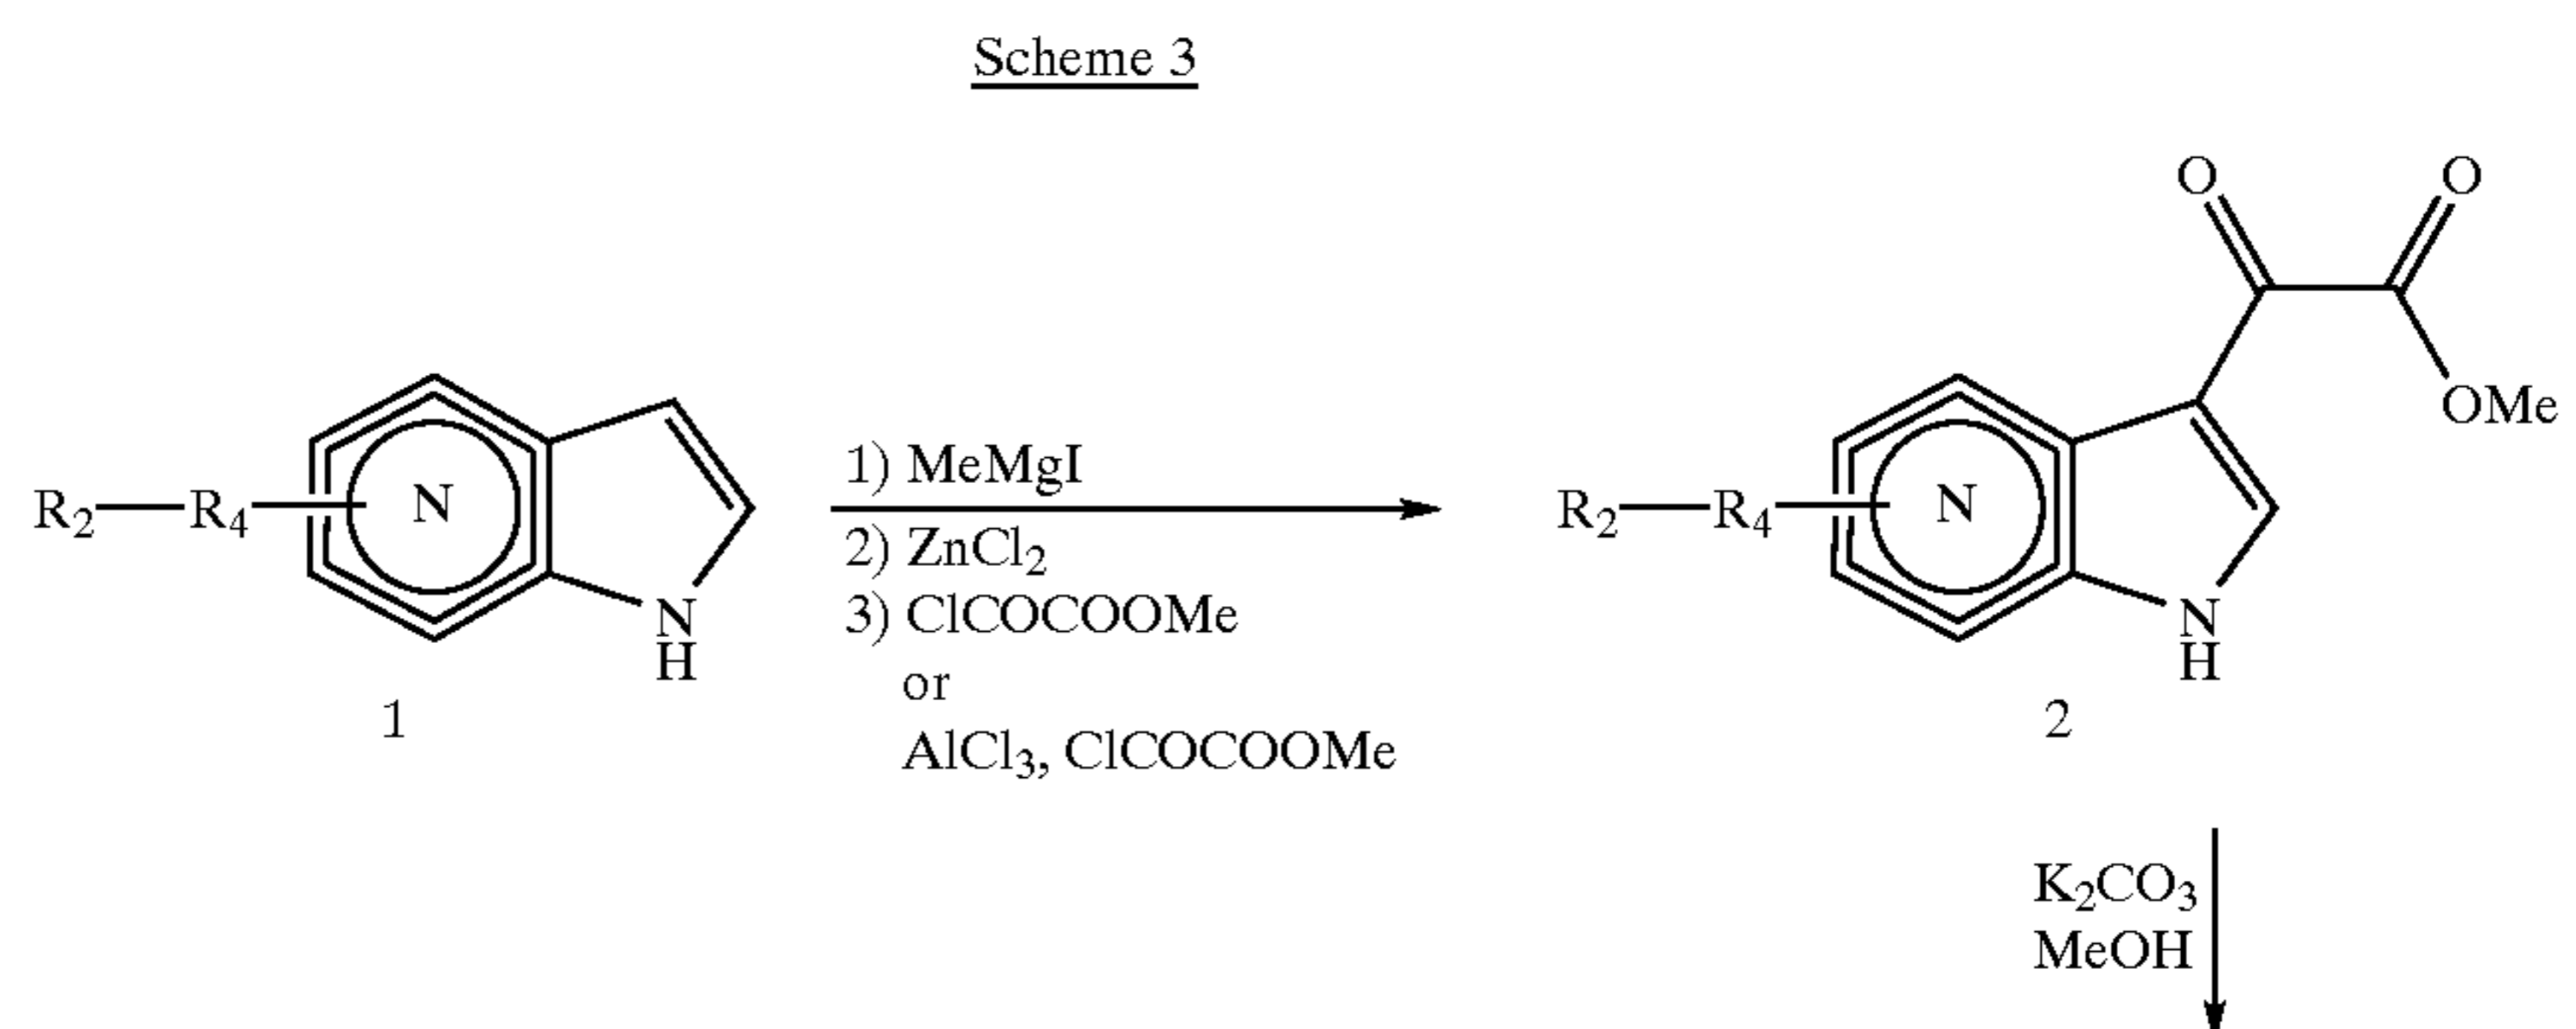 Scheme 3
R₂—R₄
N
N
H
1
1) MeMgI
2) ZnCl₂
3) ClCOCOOMe
or
AlCl₃, ClCOCOOMe
O
O
OMe
R₂—R₄
N
N
H
2
K₂CO₃
MeOH